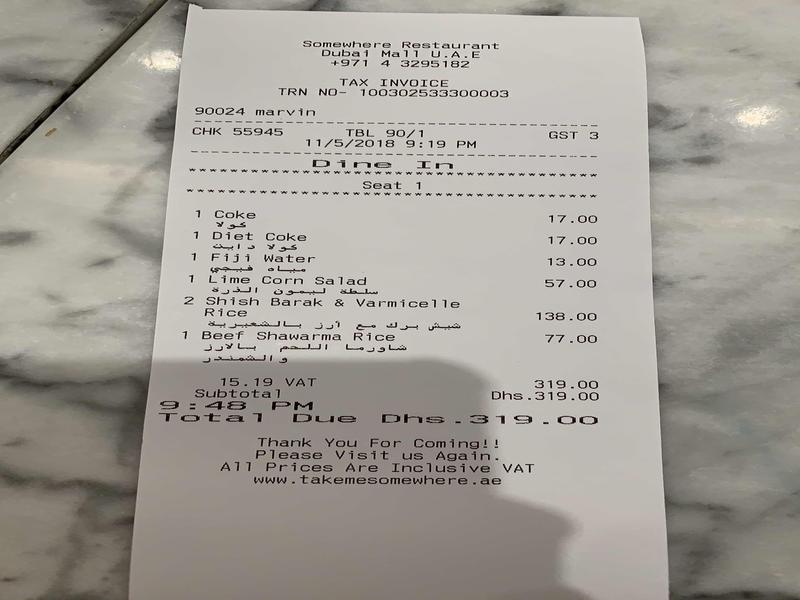 Somewhere Restaurant
Dubai Mall U.A.E
+971 4 3295182
TAX INVOICE
TRN NO- 100302533300003
90024 marvin
CHK 55945 TBL 90/1 GST 3
11/5/2018 9:19 PM
Dine In
Seat 1
1 Coke 17.00
كولا
1 Diet Coke 17.00
كولا دايت
1 Fiji Water 13.00
مياه فيجي
1 Lime Corn Salad 57.00
سلطة ليمون الذرة
2 Shish Barak & Varmicelle
Rice 138.00
شيش برك مع أرز بالشعيرية
1 Beef Shawarma Rice 77.00
شاورما اللحم بالارز
والشمندر
15.19 VAT 319.00
Subtotal Dhs.319.00
9:48 PM
Total Due Dhs.319.00
Thank You For Coming!!
Please Visit us Again.
All Prices Are Inclusive VAT
www.takemesomewhere.ae